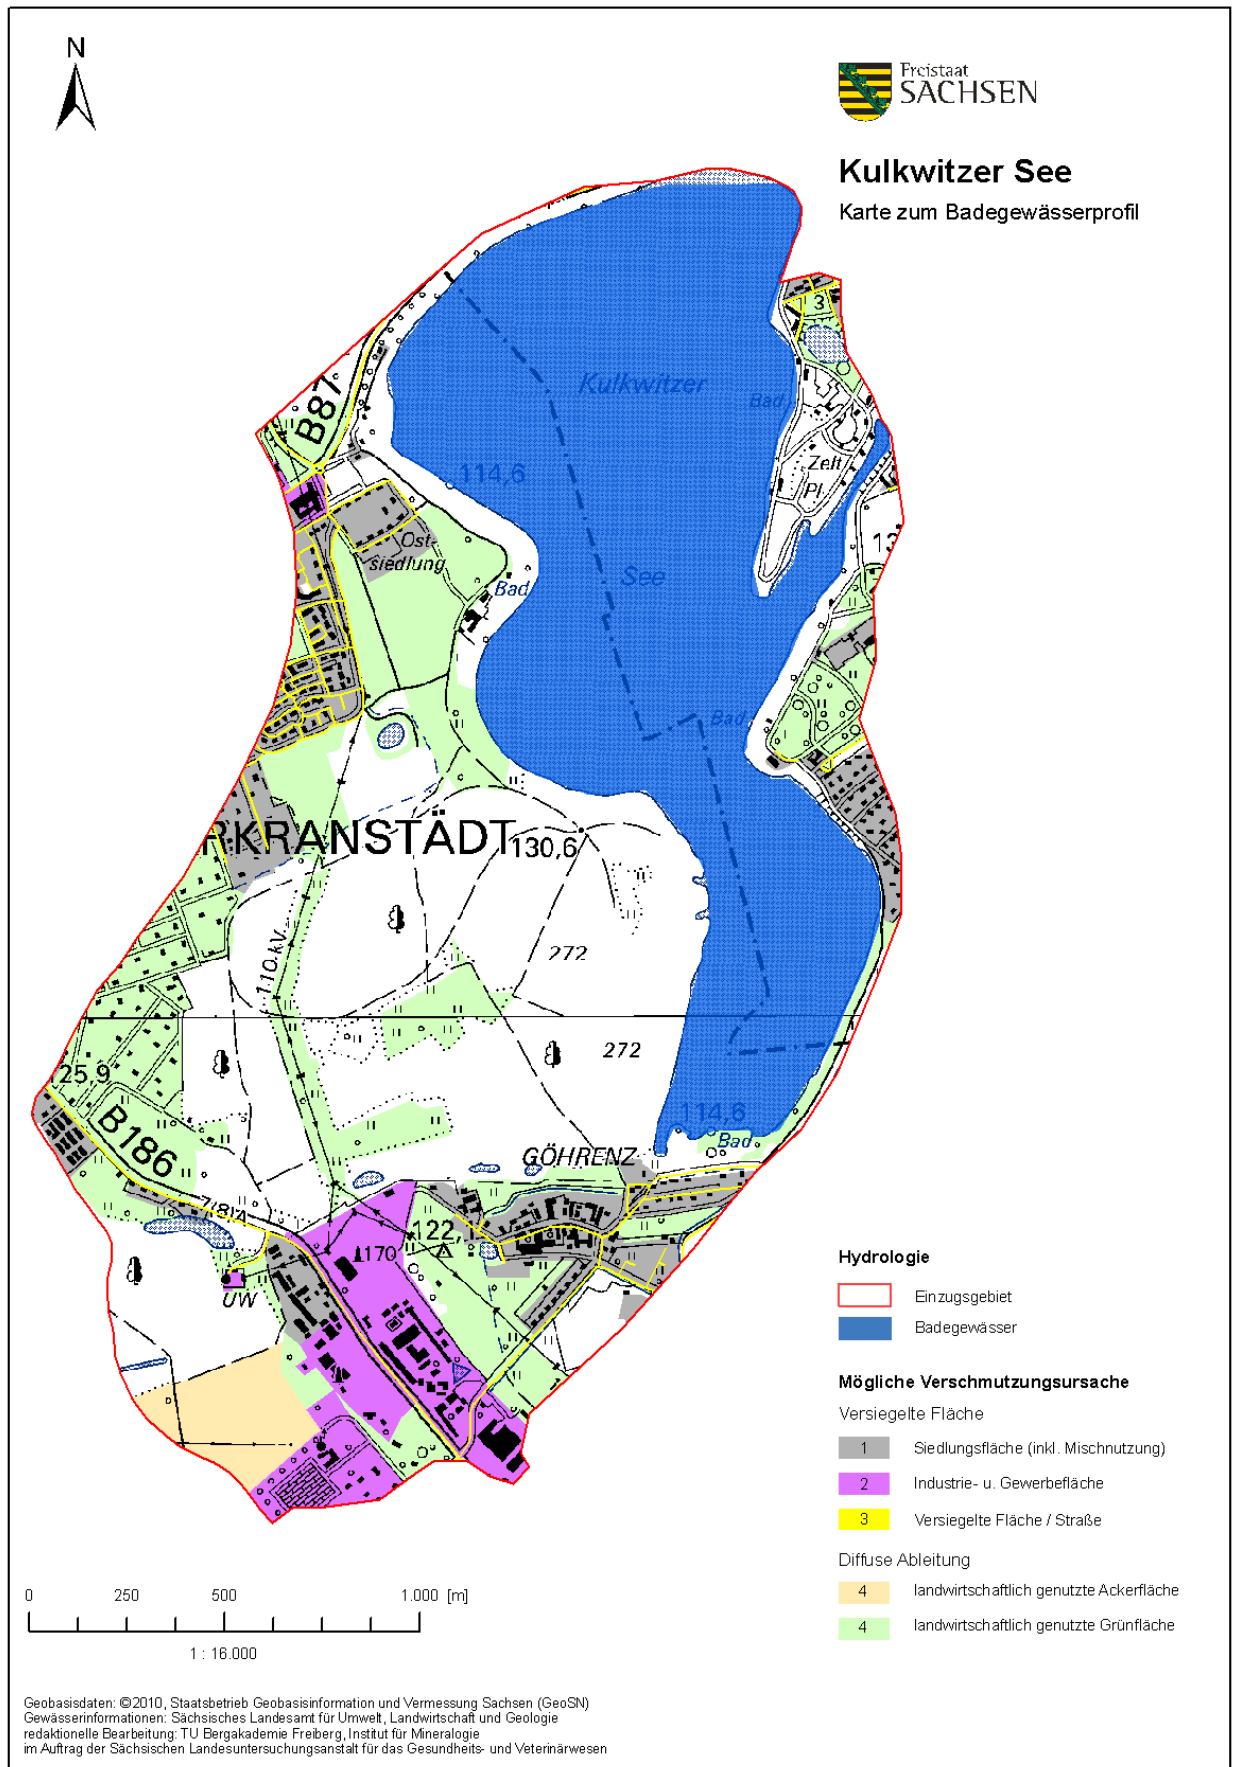 N
Freistaat
SACHSEN
Kulkwitzer See
Karte zum Badegewässerprofil
3
B87
Kulkwitzer
Bad
Zelt
Pl.
114,6
Ost-
siedlung
13
Bad
See
Bad
RKRANSTÄDT
130,6
110 kV
272
272
125,9
B 186
114,6
Bad
GÖHRENZ
122,1
170
UW
Hydrologie
Einzugsgebiet
Badegewässer
Mögliche Verschmutzungsursache
Versiegelte Fläche
1 Siedlungsfläche (inkl. Mischnutzung)
2 Industrie- u. Gewerbefläche
3 Versiegelte Fläche / Straße
Diffuse Ableitung
4 landwirtschaftlich genutzte Ackerfläche
4 landwirtschaftlich genutzte Grünfläche
0 250 500 1.000 [m]
1 : 16.000
Geobasisdaten: ©2010, Staatsbetrieb Geobasisinformation und Vermessung Sachsen (GeoSN)
Gewässerinformationen: Sächsisches Landesamt für Umwelt, Landwirtschaft und Geologie
redaktionelle Bearbeitung: TU Bergakademie Freiberg, Institut für Mineralogie
im Auftrag der Sächsischen Landesuntersuchungsanstalt für das Gesundheits- und Veterinärwesen